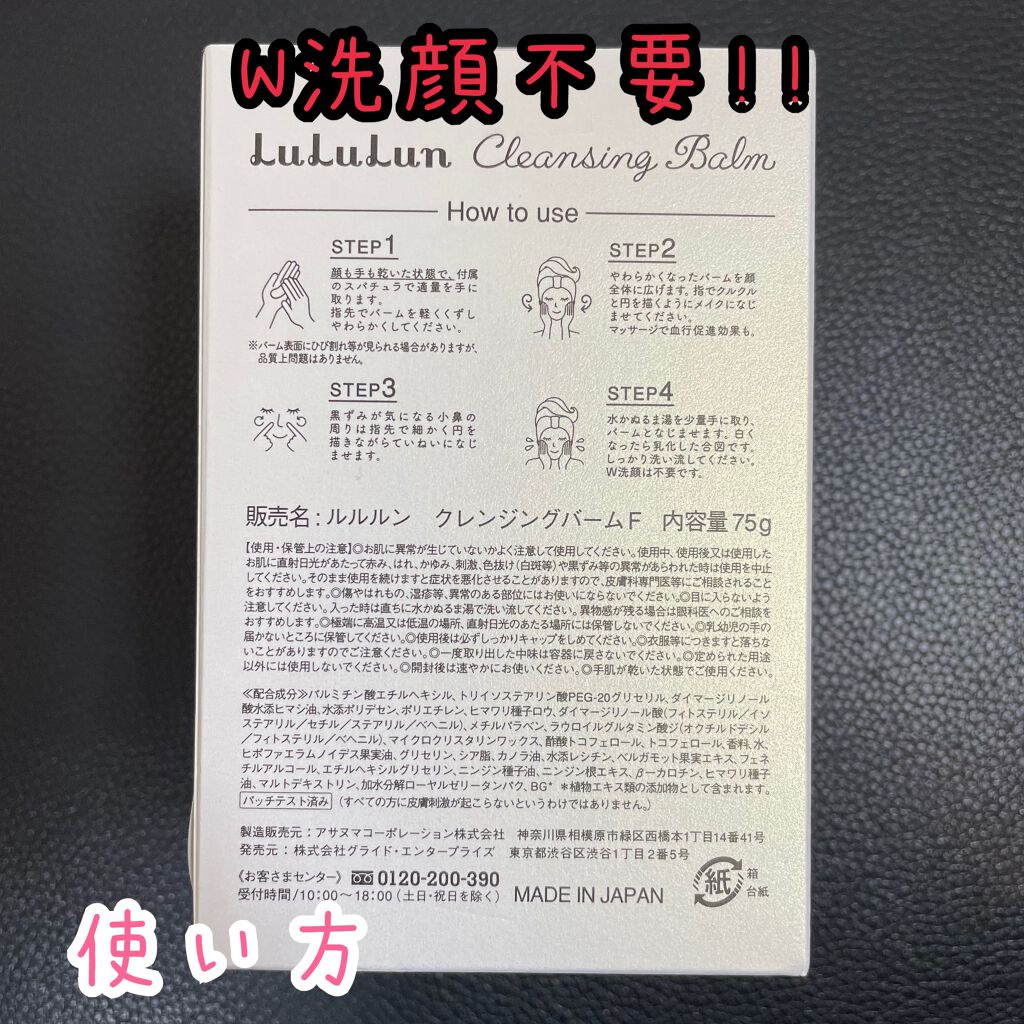 W洗顔不要!!
LuLuLun Cleansing Balm
How to use
STEP1
顔も手も乾いた状態で、付属
のスパチュラで適量を手に
取ります。
指先でバームを軽くくずし
やわらかくしてください。
※バーム表面にひび割れ等が見られる場合がありますが、
品質上問題はありません。
STEP2
やわらかくなったバームを顔
全体に広げます。指でクルクル
と円を描くようにメイクになじ
ませてください。
マッサージで血行促進効果も。
STEP3
黒ずみが気になる小鼻の
周りは指先で細かく円を
描きながらていねいになじ
ませます。
STEP4
水かぬるま湯を少量手に取り、
バームとなじませます。白く
なったら乳化した合図です。
しっかり洗い流してください。
W洗顔は不要です。
販売名:ルルルン クレンジングバームF 内容量75g
【使用・保管上の注意】◎お肌に異常が生じていないかよく注意して使用してください。使用中、使用後又は使用した
お肌に直射日光があたって赤み、はれ、かゆみ、刺激、色抜け(白斑等)や黒ずみ等の異常があらわれた時は使用を中止
してください。そのまま使用を続けますと症状を悪化させることがありますので、皮膚科専門医等にご相談されること
をおすすめします。◎傷やはれもの、湿疹等、異常のある部位にはお使いにならないでください。◎目に入らないよう
注意してください。入った時は直ちに水かぬるま湯で洗い流してください。異物感が残る場合は眼科医へのご相談を
おすすめします。◎極端に高温又は低温の場所、直射日光のあたる場所には保管しないでください。◎乳幼児の手の
届かないところに保管してください。◎使用後は必ずしっかりキャップをしめてください。◎衣服等につきますと落ちな
いことがありますのでご注意ください。◎一度取り出した中味は容器に戻さないでください。◎定められた用途
以外には使用しないでください。◎開封後は速やかにお使いください。◎手肌が乾いた状態でご使用ください。
≪配合成分≫パルミチン酸エチルヘキシル、トリイソステアリン酸PEG-20グリセリル、ダイマージリノール
酸水添ヒマシ油、水添ポリデセン、ポリエチレン、ヒマワリ種子ロウ、ダイマージリノール酸(フィトステリル/イソ
ステアリル/セチル/ステアリル/ベヘニル)、メチルパラベン、ラウロイルグルタミン酸ジ(オクチルドデシル
/フィトステリル/ベヘニル)、マイクロクリスタリンワックス、酢酸トコフェロール、トコフェロール、香料、水、
ヒポファエラムノイデス果実油、グリセリン、シア脂、カノラ油、水添レシチン、ベルガモット果実エキス、フェネ
チルアルコール、エチルヘキシルグリセリン、ニンジン種子油、ニンジン根エキス、β-カロチン、ヒマワリ種子
油、マルトデキストリン、加水分解ローヤルゼリータンパク、BG* *植物エキス類の添加物として含まれます。
パッチテスト済み (すべての方に皮膚刺激が起こらないというわけではありません。)
製造販売元:アサヌマコーポレーション株式会社 神奈川県相模原市緑区西橋本1丁目14番41号
発売元:株式会社グライド・エンタープライズ 東京都渋谷区渋谷1丁目2番5号
《お客さまセンター》 0120-200-390
受付時間/10:00〜18:00(土日・祝日を除く) MADE IN JAPAN
紙 箱
台紙
使い方